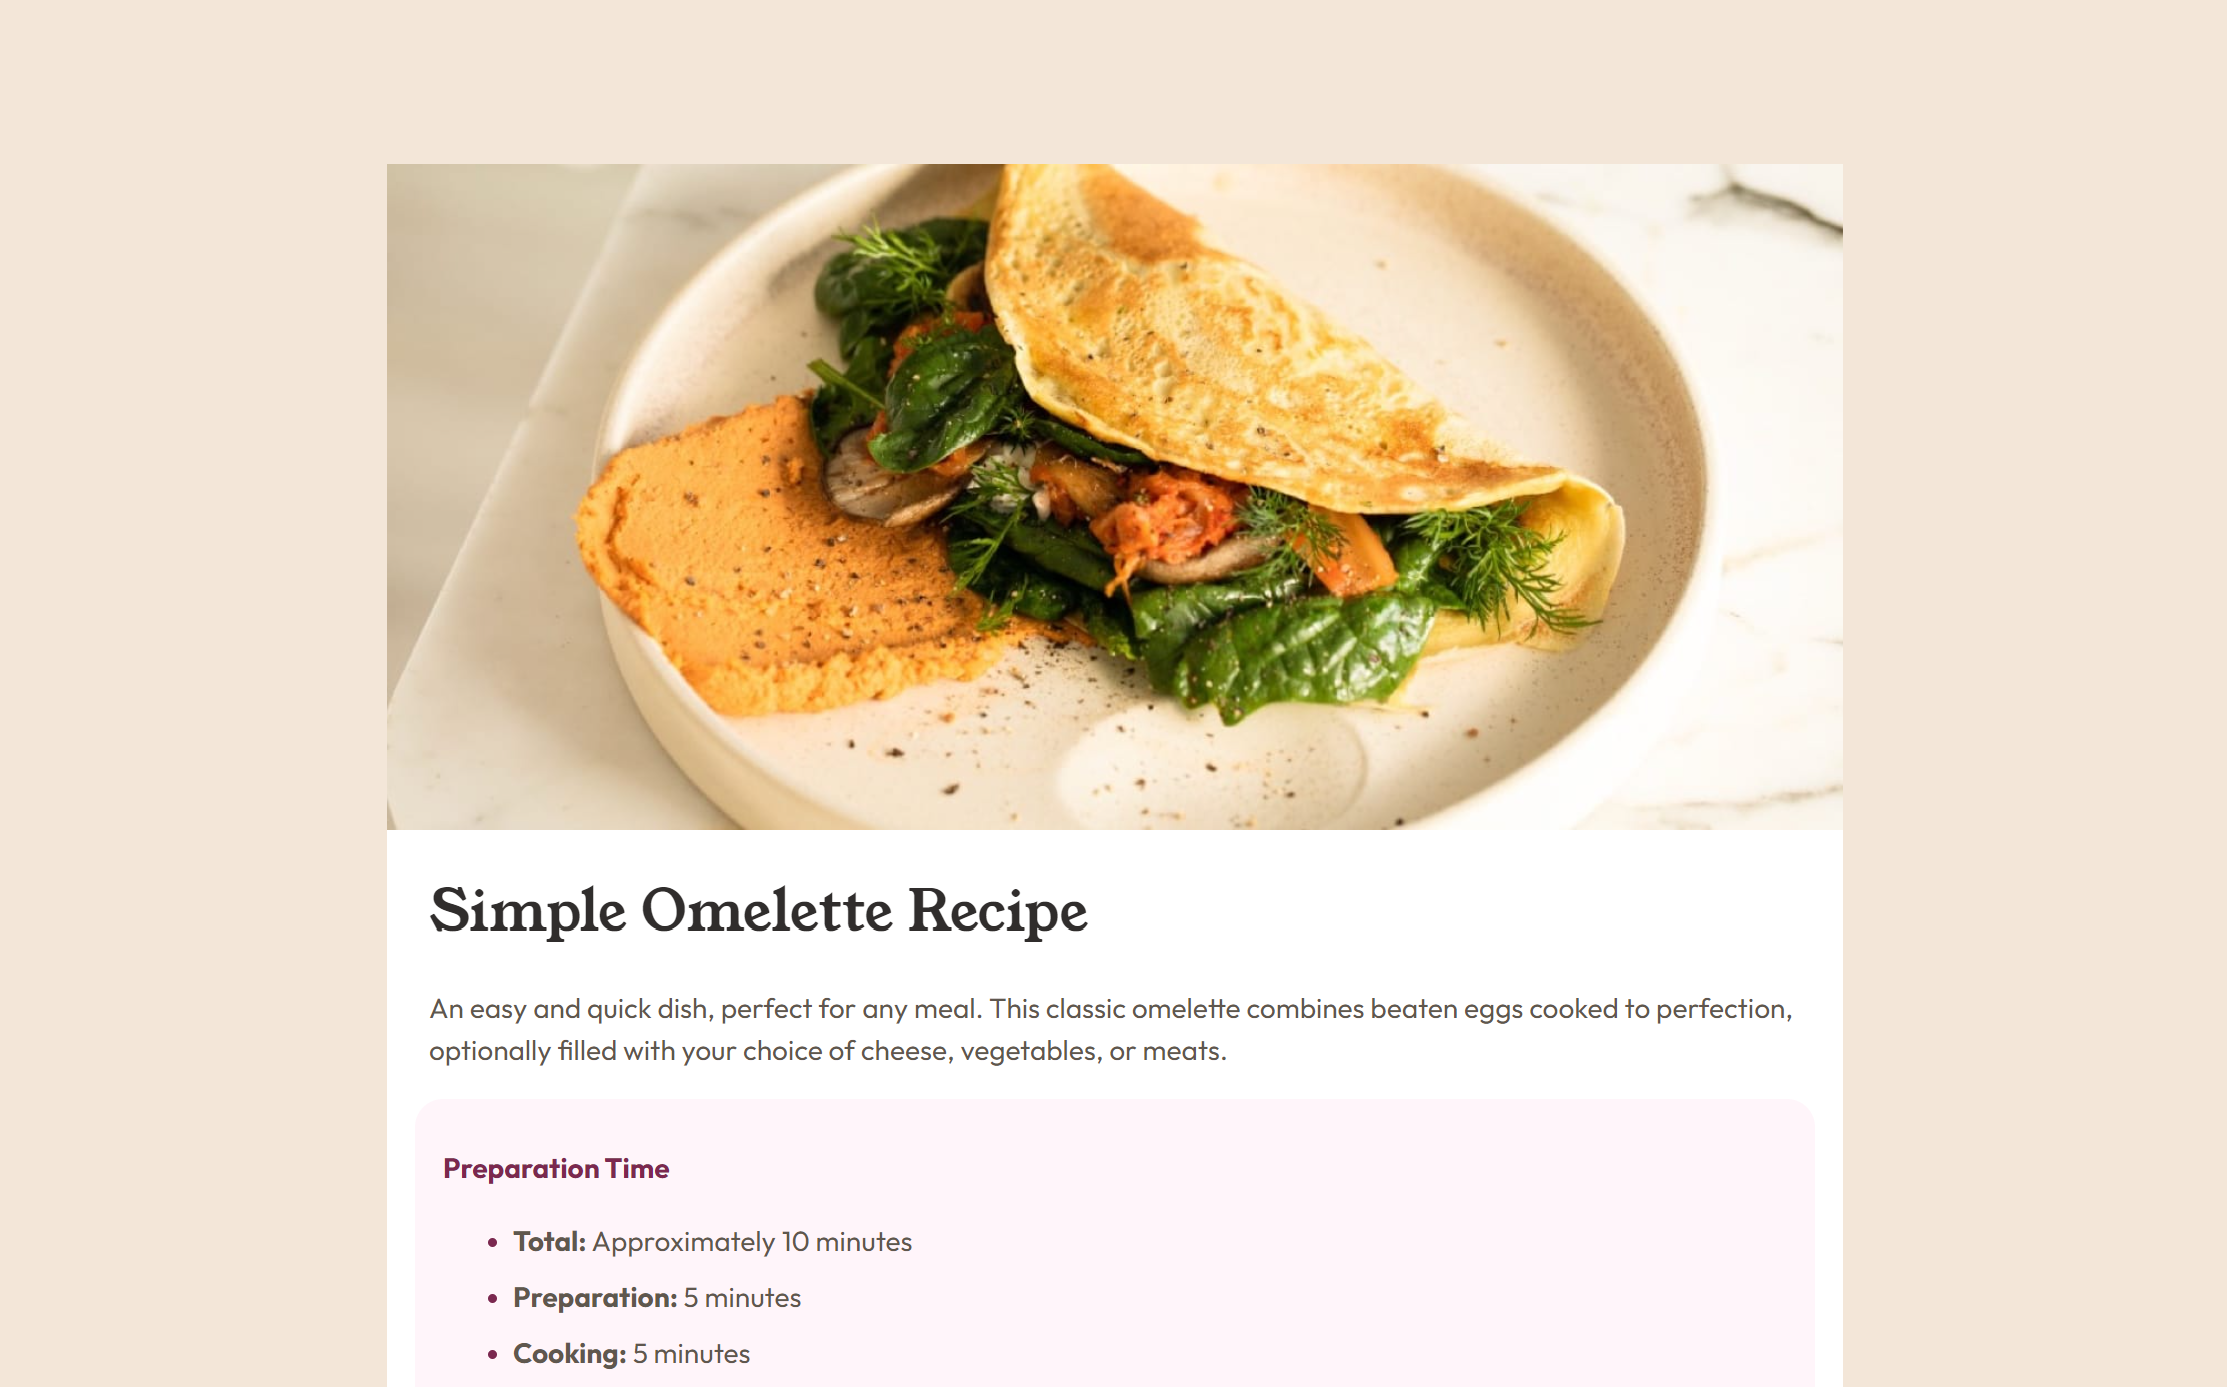 Simple Omelette Recipe
An easy and quick dish, perfect for any meal. This classic omelette combines beaten eggs cooked to perfection,
optionally filled with your choice of cheese, vegetables, or meats.
Preparation Time
Total: Approximately 10 minutes
Preparation: 5 minutes
Cooking: 5 minutes